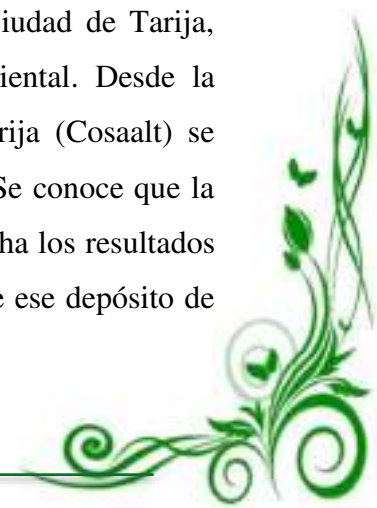 iudad de Tarija,
iental. Desde la
rija (Cosaalt) se
Se conoce que la
ha los resultados
e ese depósito de